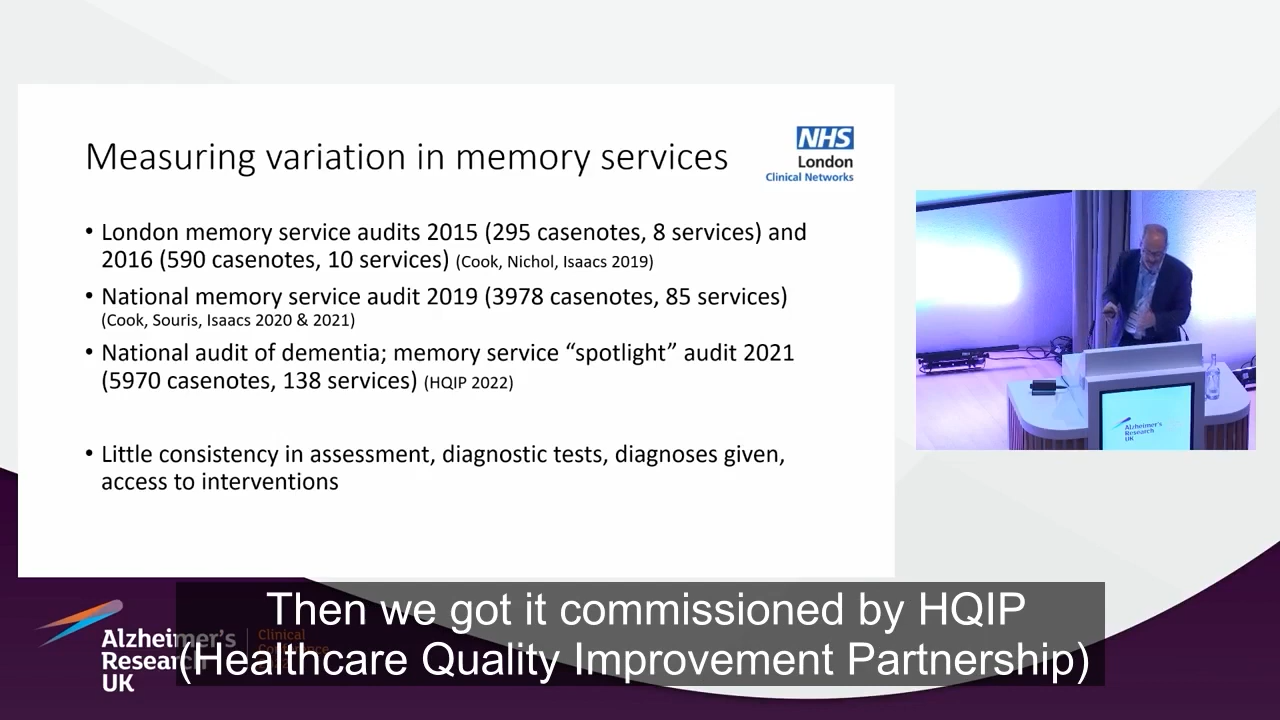 Measuring variation in memory services
NHS
London
Clinical Networks
• London memory service audits 2015 (295 casenotes, 8 services) and
2016 (590 casenotes, 10 services) (Cook, Nichol, Isaacs 2019)
• National memory service audit 2019 (3978 casenotes, 85 services)
(Cook, Souris, Isaacs 2020 & 2021)
• National audit of dementia; memory service “spotlight” audit 2021
(5970 casenotes, 138 services) (HQIP 2022)
• Little consistency in assessment, diagnostic tests, diagnoses given,
access to interventions
Alzheimer's
Research
UK
Alzheimer's
Research
UK
Clinical
Then we got it commissioned by HQIP
(Healthcare Quality Improvement Partnership)